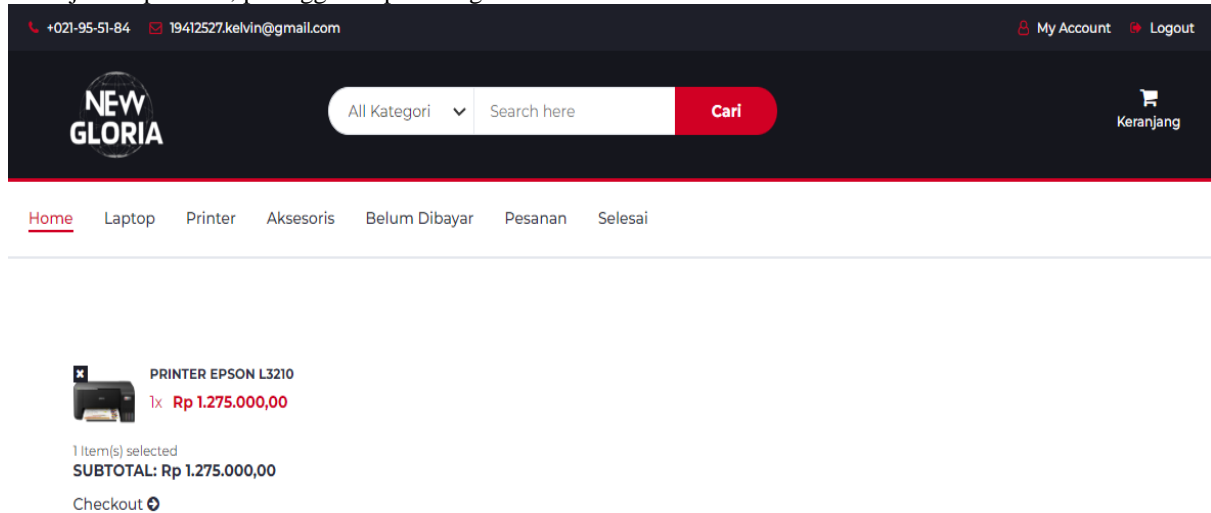 +021-95-51-84 19412527.kelvin@gmail.com My Account Logout
NEW
GLORIA
All Kategori Search here Cari
Keranjang
Home Laptop Printer Aksesoris Belum Dibayar Pesanan Selesai
PRINTER EPSON L3210
1x Rp 1.275.000,00
1 Item(s) selected
SUBTOTAL: Rp 1.275.000,00
Checkout